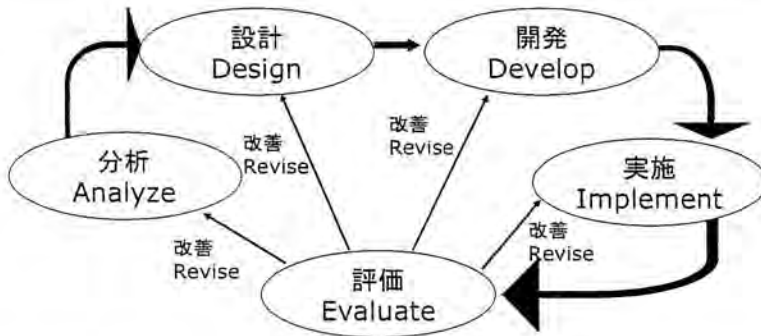 設計
Design
開発
Develop
改善
Revise
改善
Revise
分析
Analyze
実施
Implement
改善
Revise
改善
Revise
評価
Evaluate